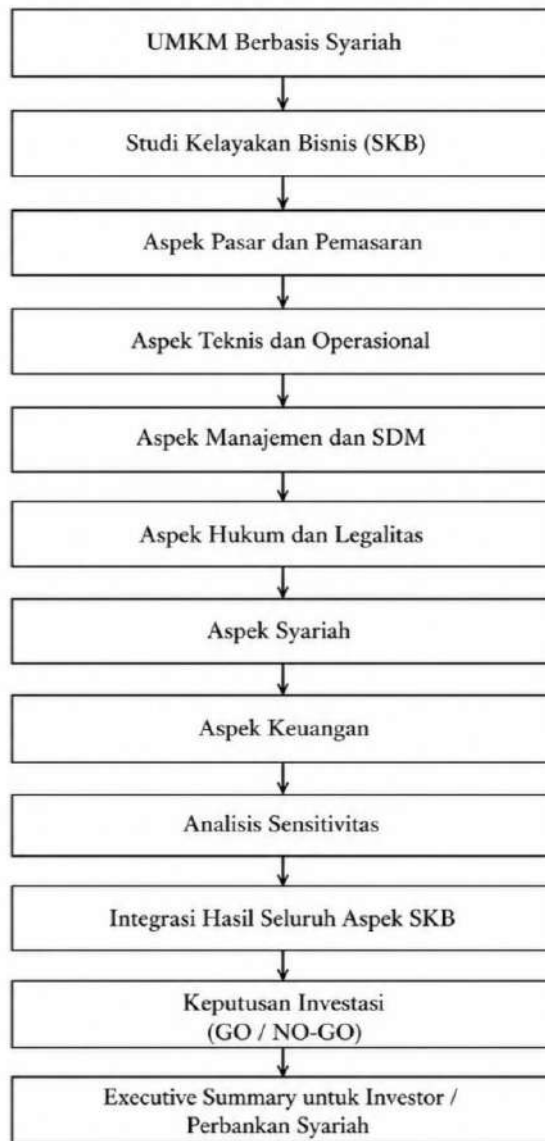 UMKM Berbasis Syariah
Studi Kelayakan Bisnis (SKB)
Aspek Pasar dan Pemasaran
Aspek Teknis dan Operasional
Aspek Manajemen dan SDM
Aspek Hukum dan Legalitas
Aspek Syariah
Aspek Keuangan
Analisis Sensitivitas
Integrasi Hasil Seluruh Aspek SKB
Keputusan Investasi
(GO / NO-GO)
Executive Summary untuk Investor /
Perbankan Syariah